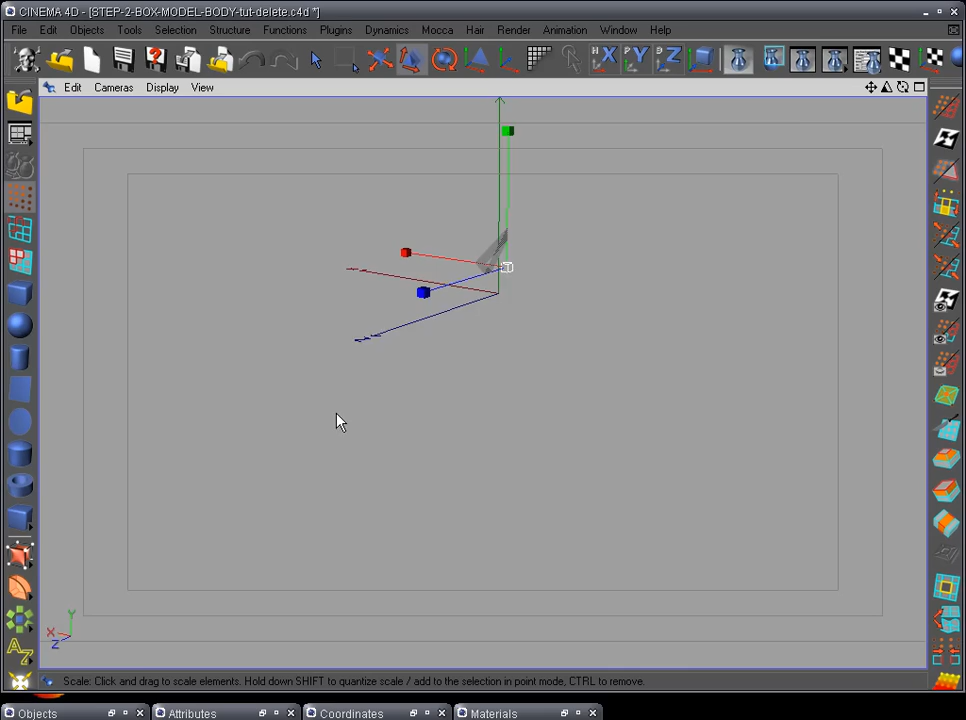 CINEMA 4D - [STEP-2-BOX-MODEL-BODY-tut-delete.c4d *]
File Edit Objects Tools Selection Structure Functions Plugins Dynamics Mocca Hair Render Animation Window Help
X Y Z
Edit Cameras Display View
Y
X
Z
AZ
Scale: Click and drag to scale elements. Hold down SHIFT to quantize scale / add to the selection in point mode, CTRL to remove.
Objects Attributes Coordinates Materials